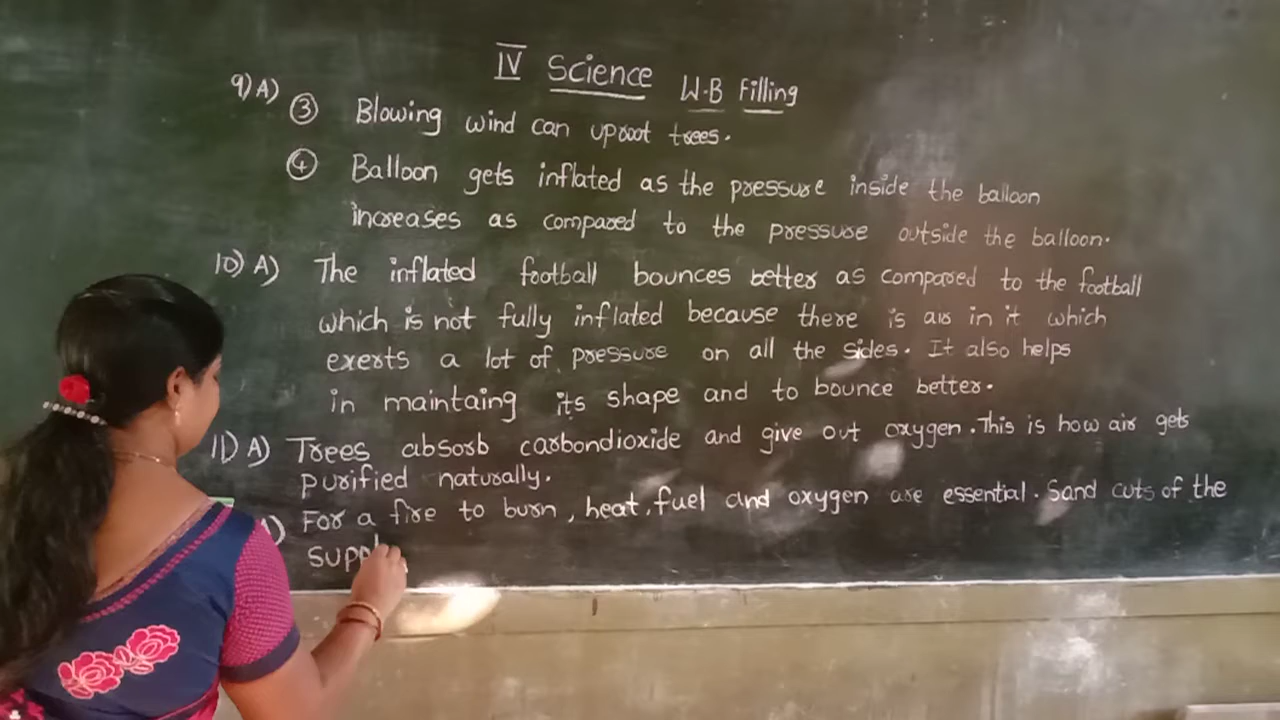 IV Science W.B Filling
9) A) ③ Blowing wind can uproot trees.
④ Balloon gets inflated as the pressure inside the balloon
increases as compared to the pressure outside the balloon.
10) A) The inflated football bounces better as compared to the football
which is not fully inflated because there is air in it which
exerts a lot of pressure on all the sides. It also helps
in maintaing its shape and to bounce better.
11) A) Trees absorb carbondioxide and give out oxygen. This is how air gets
purified naturally.
For a fire to burn, heat, fuel and oxygen are essential. Sand cuts of the